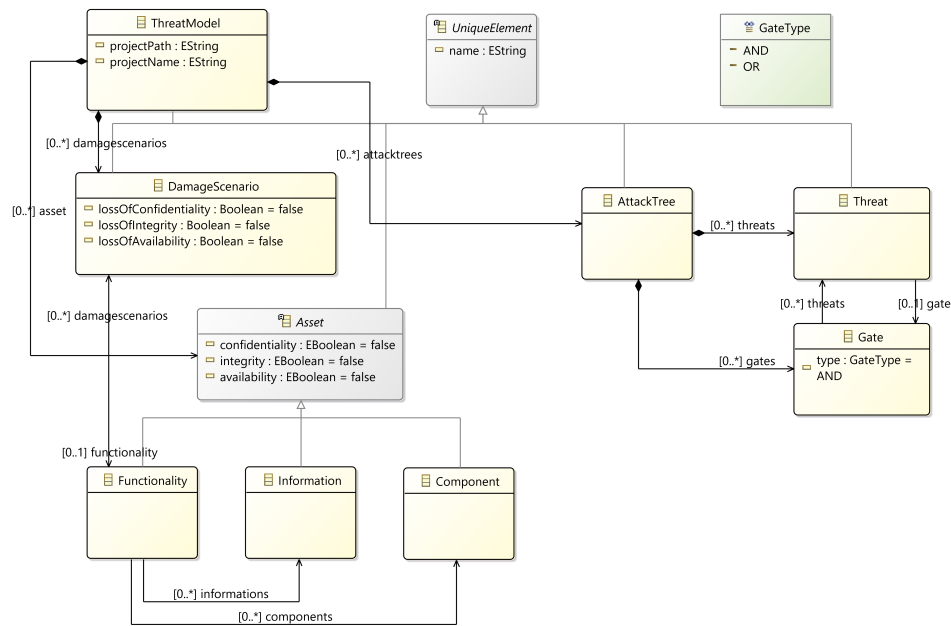 ThreatModel
projectPath : EString
projectName : EString
UniqueElement
name : EString
GateType
AND
OR
[0..*] damagescenarios
[0..*] attacktrees
[0..*] asset
DamageScenario
lossOfConfidentiality : Boolean = false
lossOfIntegrity : Boolean = false
lossOfAvailability : Boolean = false
AttackTree
[0..*] threats
Threat
[0..*] threats
[0..1] gate
[0..*] damagescenarios
Asset
confidentiality : EBoolean = false
integrity : EBoolean = false
availability : EBoolean = false
Gate
type : GateType =
AND
[0..*] gates
[0..1] functionality
Functionality
Information
Component
[0..*] informations
[0..*] components